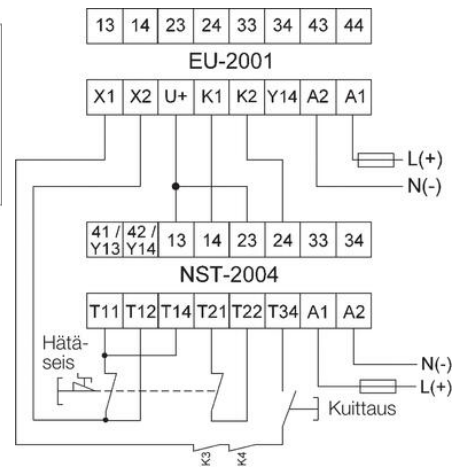 13 14 23 24 33 34 43 44
EU-2001
X1 X2 U+ K1 K2 Y14 A2 A1
L(+)
N(-)
41 / Y13 42 / Y14 13 14 23 24 33 34
NST-2004
T11 T12 T14 T21 T22 T34 A1 A2
Hätä-
seis
N(-)
L(+)
Kuittaus
K3 K4